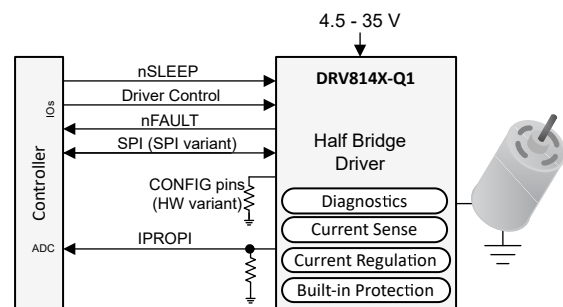 4.5 - 35 V
nSLEEP
DRV814X-Q1
IOs
Driver Control
nFAULT
SPI (SPI variant)
Half Bridge
Driver
Controller
CONFIG pins
(HW variant)
Diagnostics
Current Sense
ADC
IPROPI
Current Regulation
Built-in Protection